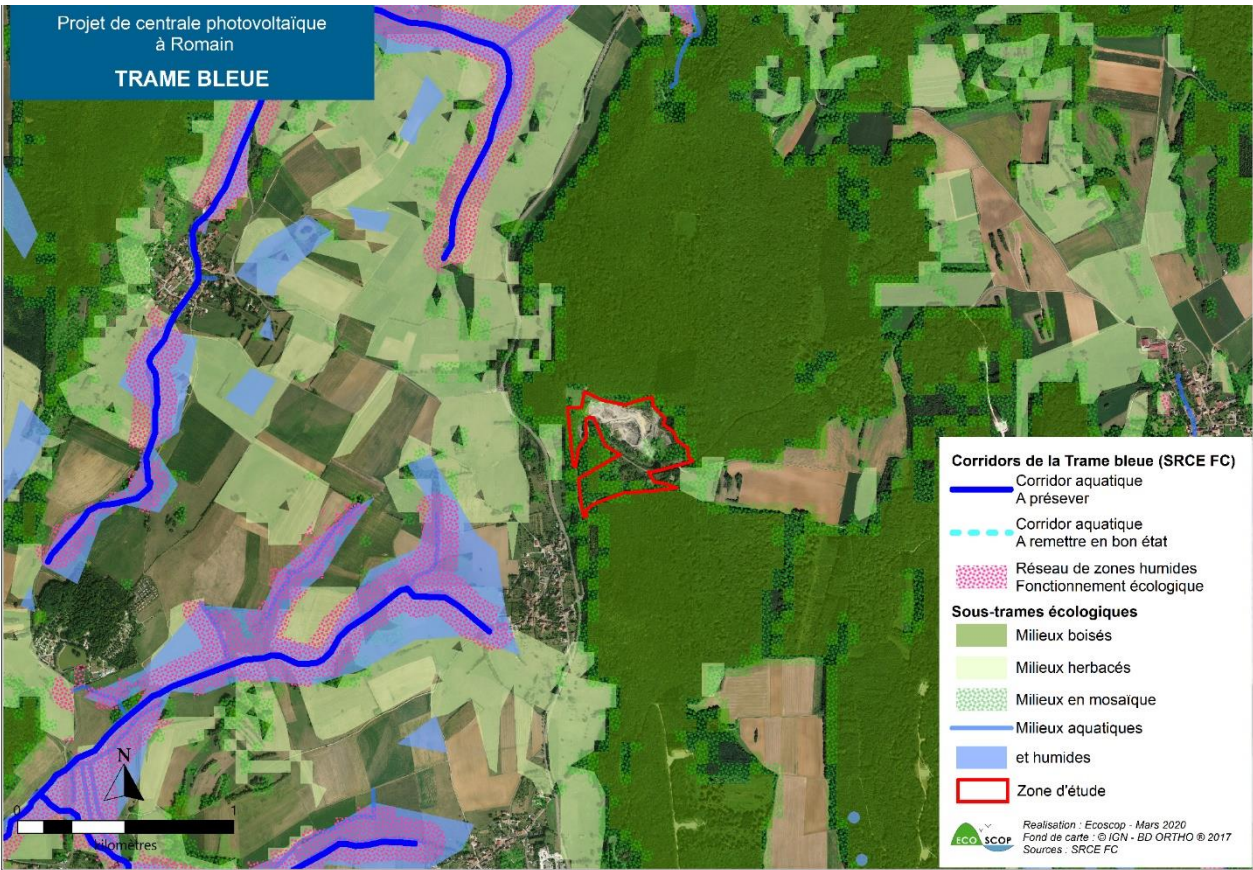 Projet de centrale photovoltaïque
à Romain
TRAME BLEUE
Corridors de la Trame bleue (SRCE FC)
Corridor aquatique
A présever
Corridor aquatique
A remettre en bon état
Réseau de zones humides
Fonctionnement écologique
Sous-trames écologiques
Milieux boisés
Milieux herbacés
Milieux en mosaïque
Milieux aquatiques
et humides
Zone d'étude
N
0 1
kilomètres
ECO SCOP
Realisation : Ecoscop - Mars 2020
Fond de carte : © IGN - BD ORTHO ® 2017
Sources : SRCE FC